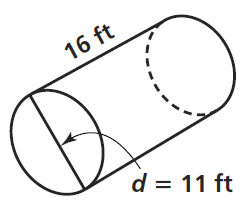 16 ft
d = 11 ft